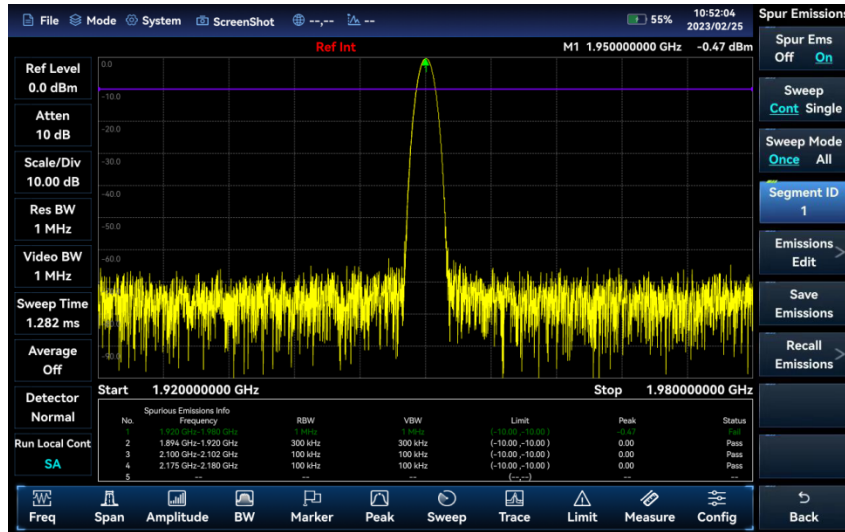 File Mode System ScreenShot --,-- -- 55% 10:52:04 2023/02/25
Spur Emissions
Ref Int
M1 1.950000000 GHz -0.47 dBm
Ref Level
0.0 dBm
Atten
10 dB
Scale/Div
10.00 dB
Res BW
1 MHz
Video BW
1 MHz
Sweep Time
1.282 ms
Average
Off
Detector
Normal
Run Local Cont
SA
0.0
-10.0
-20.0
-30.0
-40.0
-50.0
-60.0
-90.0
Start 1.920000000 GHz
Stop 1.980000000 GHz
Spurious Emissions Info
No. Frequency RBW VBW Limit Peak Status
1 1.920 GHz-1.980 GHz 1 MHz 1 MHz (-10.00 ,-10.00 ) -0.47 Fail
2 1.894 GHz-1.920 GHz 300 kHz 300 kHz (-10.00 ,-10.00 ) 0.00 Pass
3 2.100 GHz-2.102 GHz 100 kHz 100 kHz (-10.00 ,-10.00 ) 0.00 Pass
4 2.175 GHz-2.180 GHz 100 kHz 100 kHz (-10.00 ,-10.00 ) 0.00 Pass
5 -- -- -- (--,--) -- --
Spur Ems
Off On
Sweep
Cont Single
Sweep Mode
Once All
Segment ID
1
Emissions >
Edit
Save
Emissions
Recall >
Emissions
Back
Freq Span Amplitude BW Marker Peak Sweep Trace Limit Measure Config